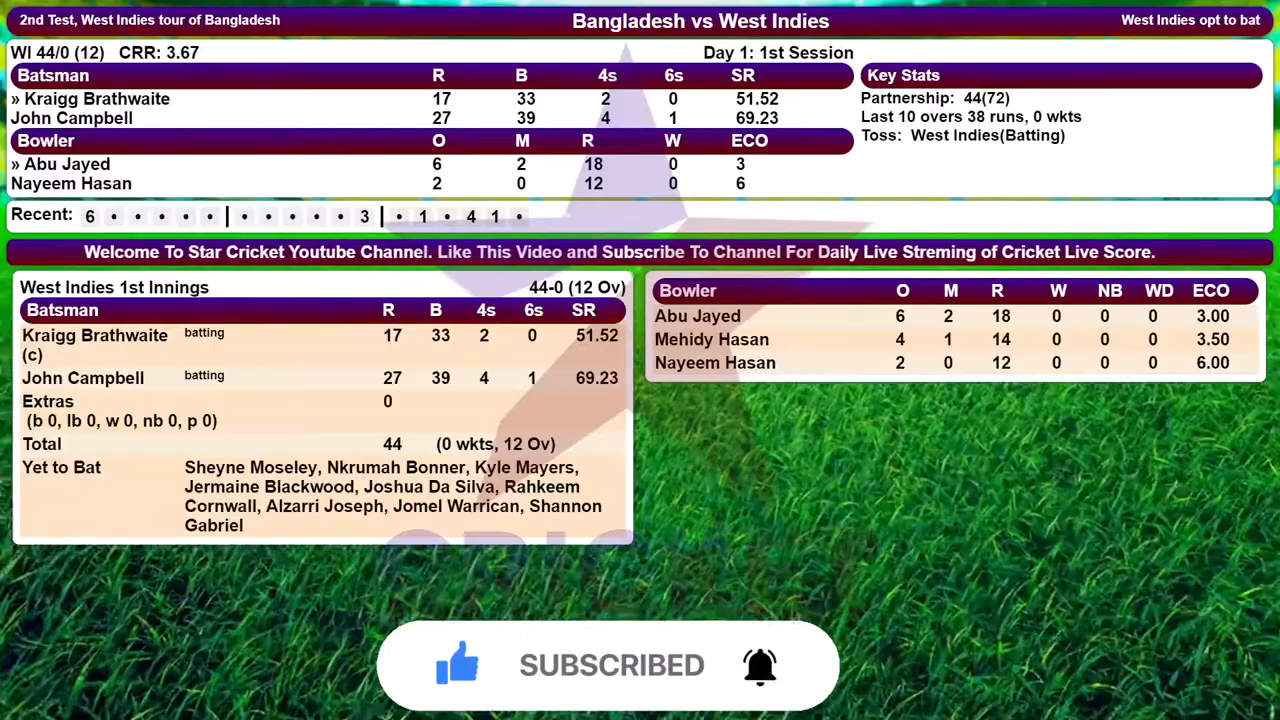 2nd Test, West Indies tour of Bangladesh Bangladesh vs West Indies West Indies opt to bat
WI 44/0 (12) CRR: 3.67 Day 1: 1st Session
Batsman R B 4s 6s SR
» Kraigg Brathwaite 17 33 2 0 51.52
John Campbell 27 39 4 1 69.23
Bowler O M R W ECO
» Abu Jayed 6 2 18 0 3
Nayeem Hasan 2 0 12 0 6
Key Stats
Partnership: 44(72)
Last 10 overs 38 runs, 0 wkts
Toss: West Indies(Batting)
Recent: 6 • • • • • | • • • • • 3 | • 1 • 4 1 •
Welcome To Star Cricket Youtube Channel. Like This Video and Subscribe To Channel For Daily Live Streming of Cricket Live Score.
West Indies 1st Innings 44-0 (12 Ov)
Batsman R B 4s 6s SR
Kraigg Brathwaite batting 17 33 2 0 51.52
(c)
John Campbell batting 27 39 4 1 69.23
Extras 0
(b 0, lb 0, w 0, nb 0, p 0)
Total 44 (0 wkts, 12 Ov)
Yet to Bat Sheyne Moseley, Nkrumah Bonner, Kyle Mayers,
Jermaine Blackwood, Joshua Da Silva, Rahkeem
Cornwall, Alzarri Joseph, Jomel Warrican, Shannon
Gabriel
Bowler O M R W NB WD ECO
Abu Jayed 6 2 18 0 0 0 3.00
Mehidy Hasan 4 1 14 0 0 0 3.50
Nayeem Hasan 2 0 12 0 0 0 6.00
SUBSCRIBED